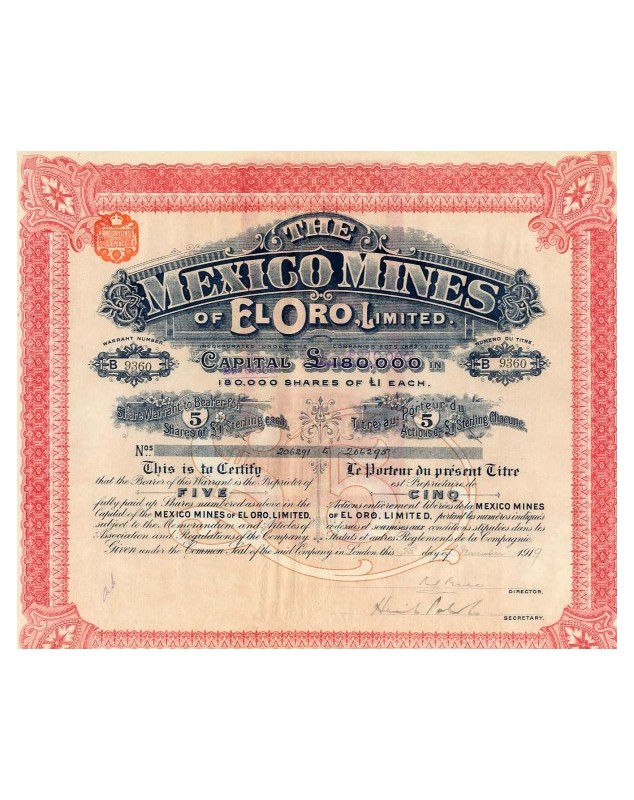 THE
MEXICO MINES
OF EL ORO, LIMITED.
INCORPORATED UNDER THE COMPANIES ACTS 1862 TO 1900.
WARRANT NUMBER.
B 9360
NUMÉRO DU TITRE.
B 9360
CAPITAL £180.000 IN
180.000 SHARES OF £1 EACH.
Share Warrant to Bearer for
5
Shares of £1 Sterling each.
Titre au Porteur du
5
Actions de £1 Sterling Chacune.
Nos 206291 to 206295
This is to Certify
that the Bearer of this Warrant is the Proprietor of
FIVE
fully paid up Shares numbered as above in the
Capital of the MEXICO MINES OF EL ORO, LIMITED,
subject to the Memorandum and Articles of
Association and Regulations of the Company.
Le Porteur du présent Titre
est Propriétaire de
CINQ
Actions entièrement libérées de la MEXICO MINES
OF EL ORO, LIMITED, portant les numéros indiqués
ci-dessus et soumises aux conditions stipulées dans les
Statuts et autres Règlements de la Compagnie.
Given under the Common Seal of the said Company in London, this day of 1919
DIRECTOR.
SECRETARY.